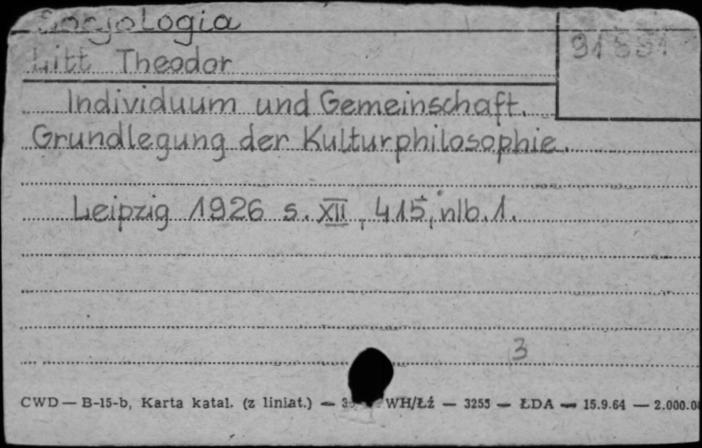 Socjologia
Litt Theodor
Individuum und Gemeinschaft.
Grundlegung der Kulturphilosophie.
Leipzig 1926 s. XII, 415, nlb. 1.
3
CWD — B-15-b, Karta katal. (z liniat.) — WH/Łź — 3255 — ŁDA — 15.9.64 — 2.000.0